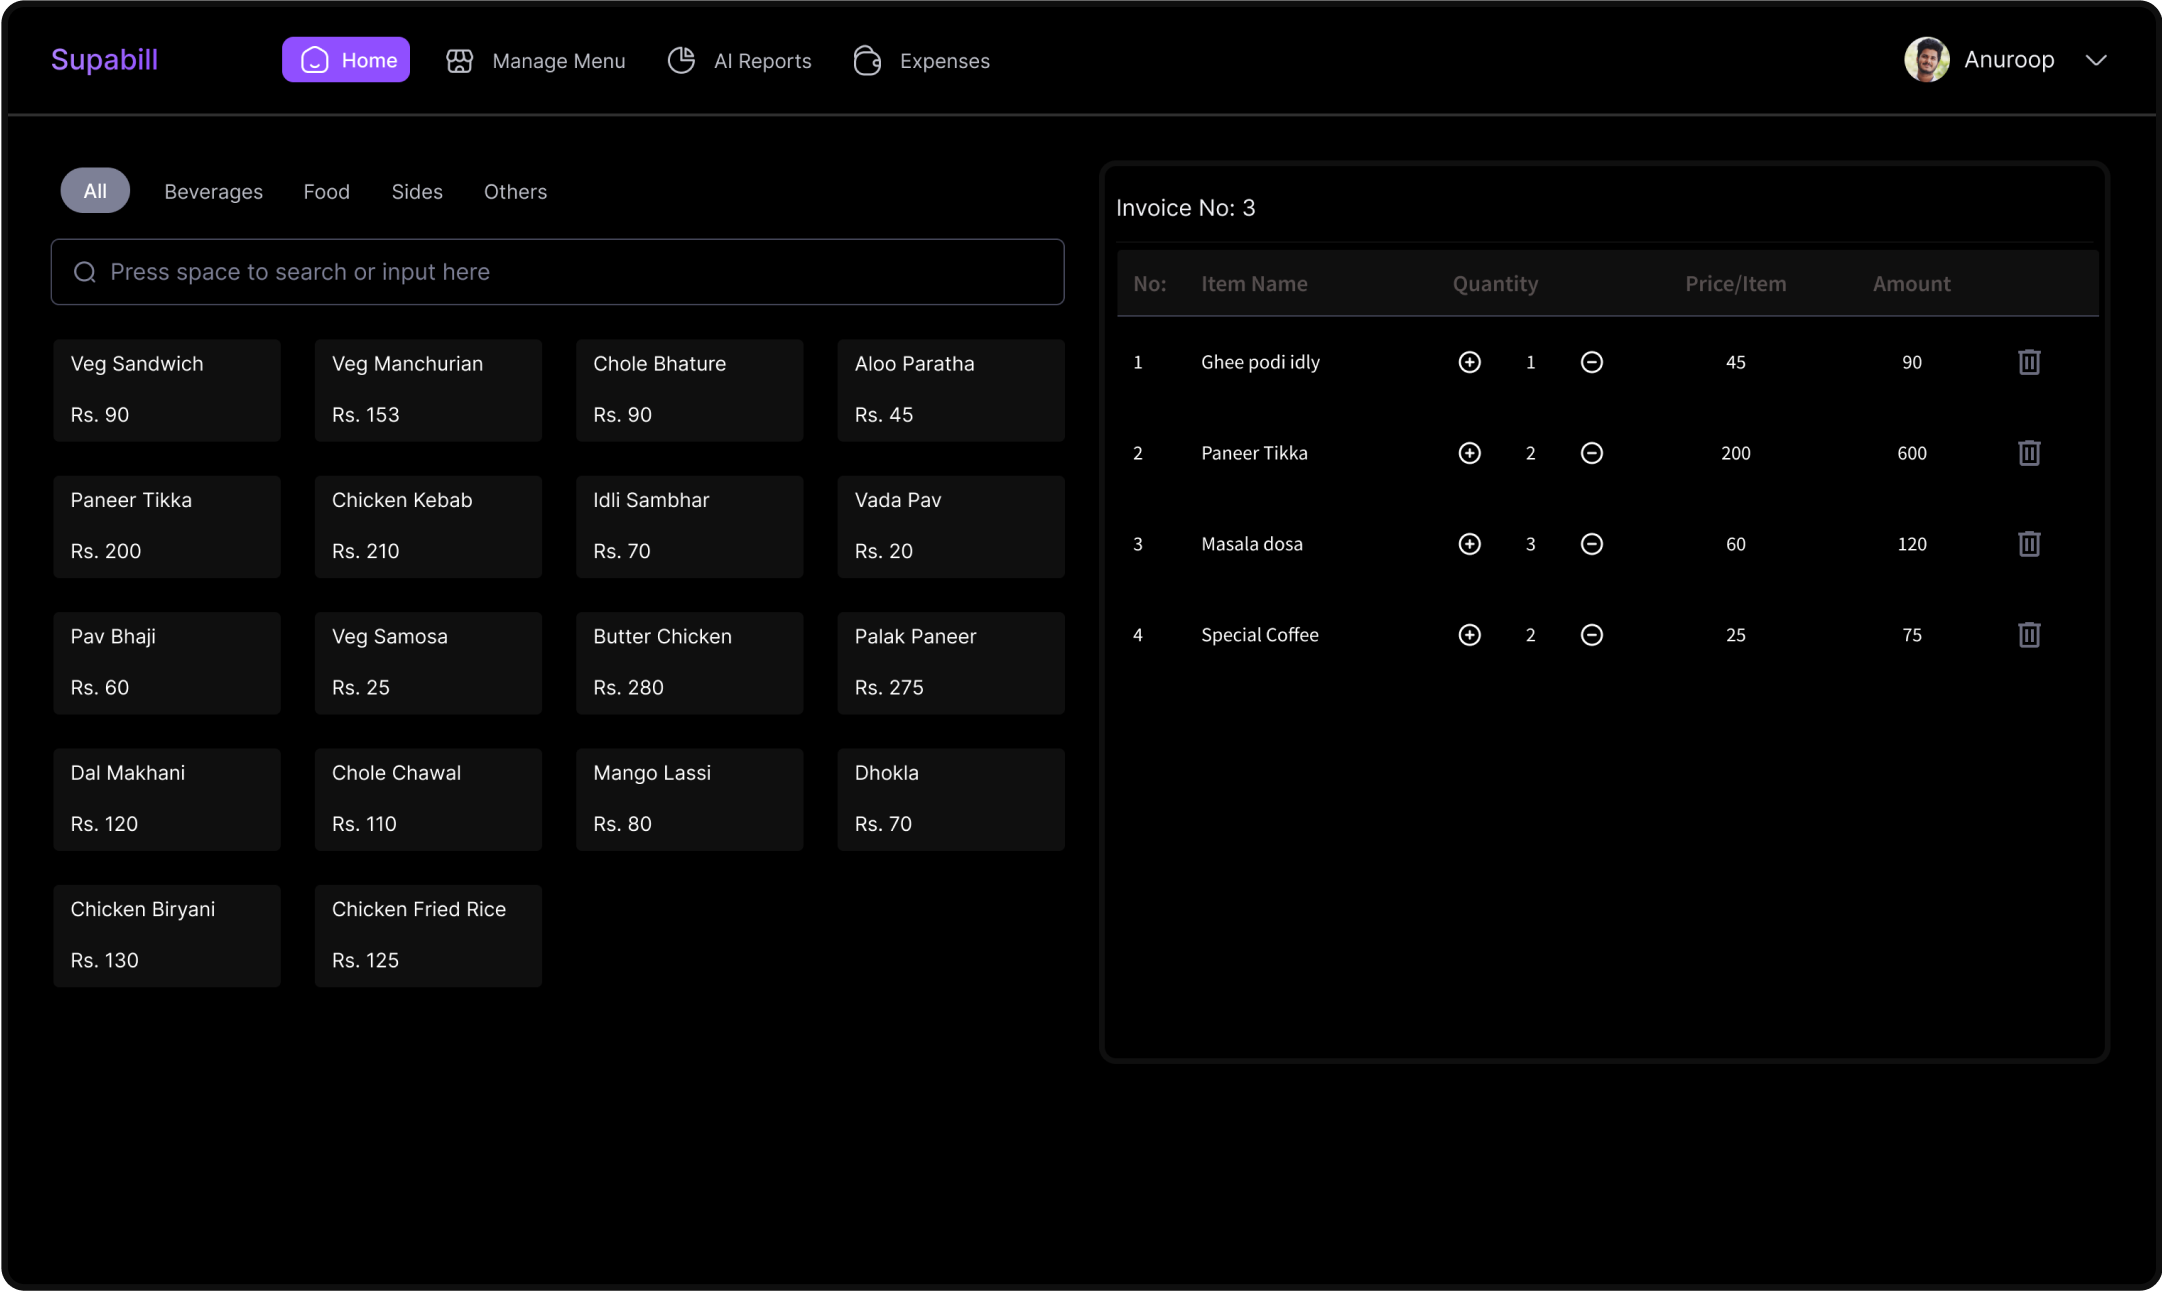 Supabill
Home
Manage Menu
AI Reports
Expenses
Anuroop
All
Beverages
Food
Sides
Others
Press space to search or input here
Veg Sandwich
Rs. 90
Veg Manchurian
Rs. 153
Chole Bhature
Rs. 90
Aloo Paratha
Rs. 45
Paneer Tikka
Rs. 200
Chicken Kebab
Rs. 210
Idli Sambhar
Rs. 70
Vada Pav
Rs. 20
Pav Bhaji
Rs. 60
Veg Samosa
Rs. 25
Butter Chicken
Rs. 280
Palak Paneer
Rs. 275
Dal Makhani
Rs. 120
Chole Chawal
Rs. 110
Mango Lassi
Rs. 80
Dhokla
Rs. 70
Chicken Biryani
Rs. 130
Chicken Fried Rice
Rs. 125
Invoice No: 3
No: Item Name Quantity Price/Item Amount
1 Ghee podi idly 1 45 90
2 Paneer Tikka 2 200 600
3 Masala dosa 3 60 120
4 Special Coffee 2 25 75